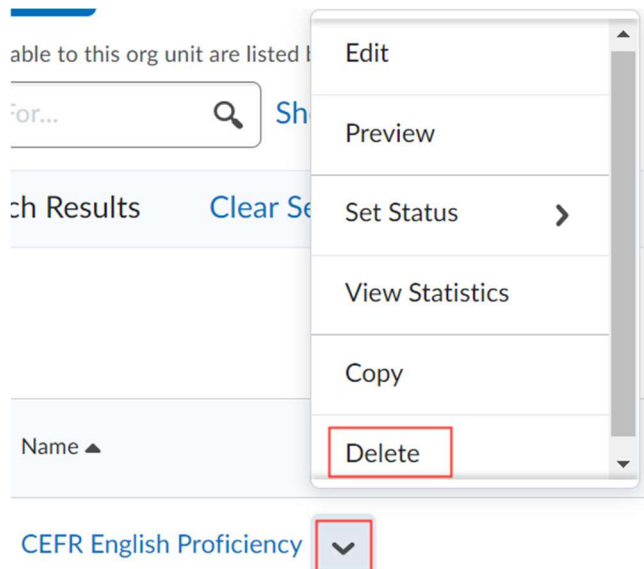 able to this org unit are listed
Edit
For...
Sh
Preview
ch Results
Clear Se
Set Status
View Statistics
Copy
Name
Delete
CEFR English Proficiency